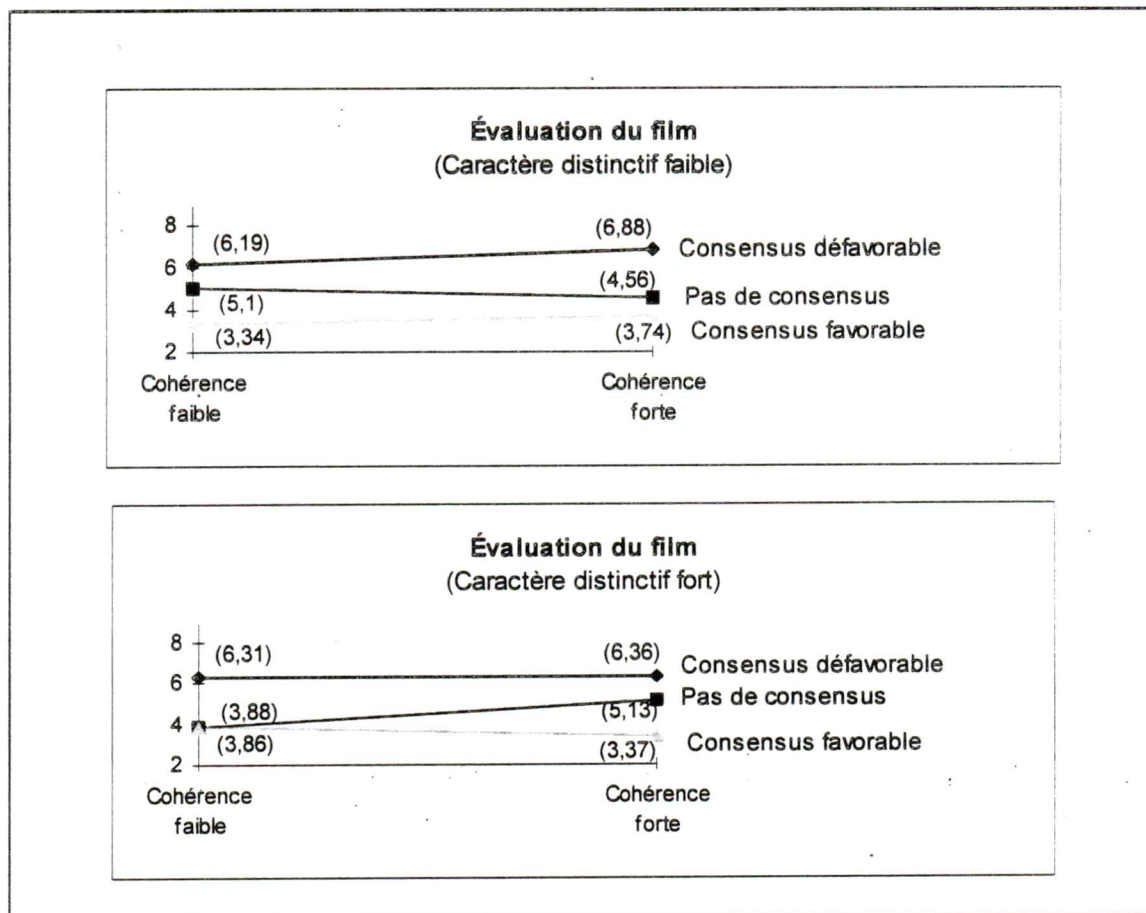 Évaluation du film
(Caractère distinctif faible)
8
(6,19)
(6,88)
Consensus défavorable
6
(5,1)
(4,56)
Pas de consensus
4
(3,34)
(3,74)
Consensus favorable
2
Cohérence
faible
Cohérence
forte
Évaluation du film
(Caractère distinctif fort)
8
(6,31)
(6,36)
Consensus défavorable
6
Pas de consensus
(3,88)
(5,13)
4
(3,86)
(3,37)
Consensus favorable
2
Cohérence
faible
Cohérence
forte